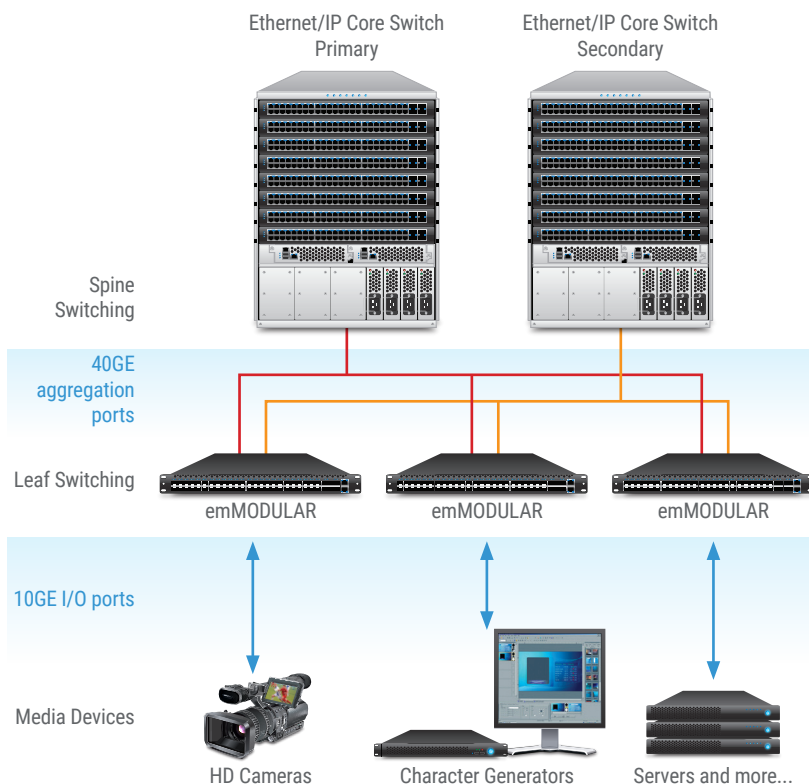 Ethernet/IP Core Switch
Primary
Ethernet/IP Core Switch
Secondary
Spine
Switching
40GE
aggregation
ports
Leaf Switching
emMODULAR
emMODULAR
emMODULAR
10GE I/O ports
Media Devices
HD Cameras
Character Generators
Servers and more...